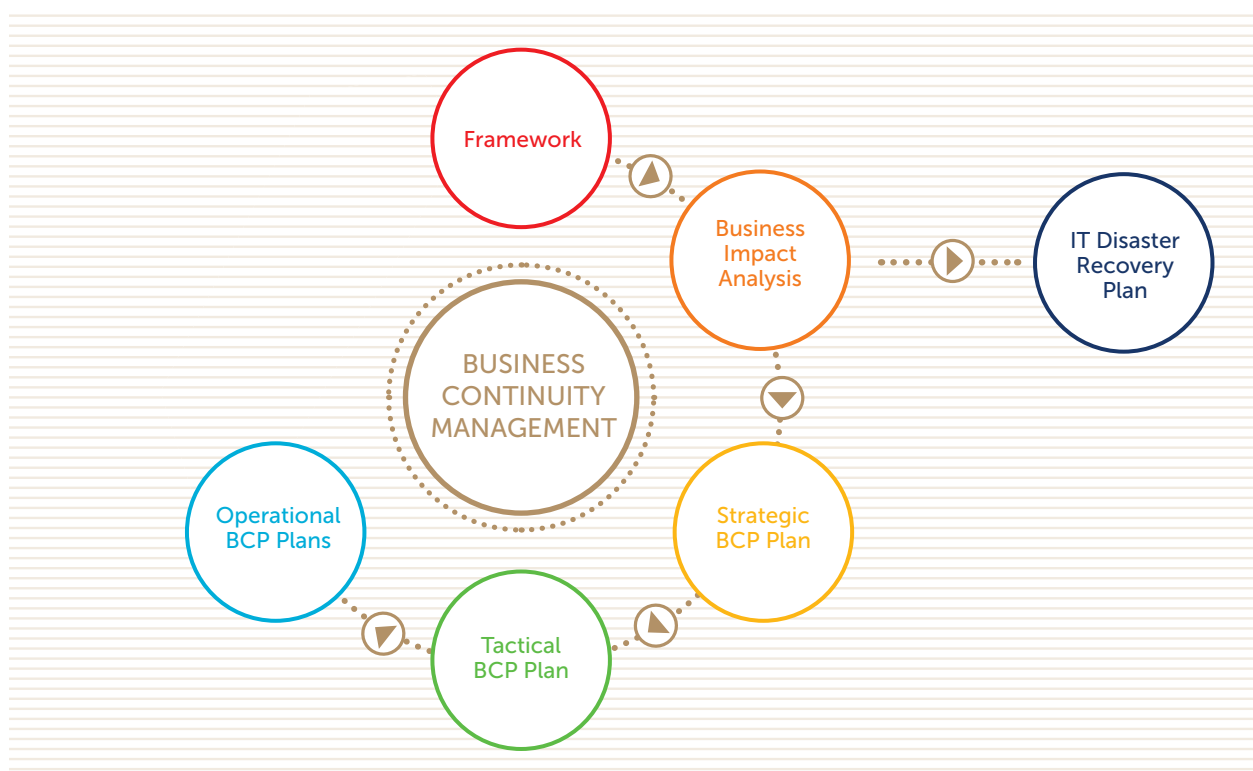 Framework
Business
Impact
Analysis
IT Disaster
Recovery
Plan
BUSINESS
CONTINUITY
MANAGEMENT
Operational
BCP Plans
Strategic
BCP Plan
Tactical
BCP Plan